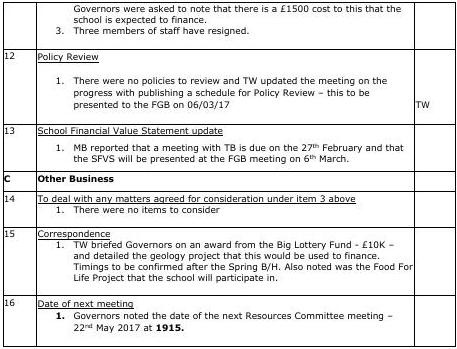 Governors were asked to note that there is a £1500 cost to this that the
school is expected to finance.
3. Three members of staff have resigned.
12 Policy Review
1. There were no policies to review and TW updated the meeting on the
progress with publishing a schedule for Policy Review – this to be
presented to the FGB on 06/03/17 TW
13 School Financial Value Statement update
1. MB reported that a meeting with TB is due on the 27th February and that
the SFVS will be presented at the FGB meeting on 6th March.
C Other Business
14 To deal with any matters agreed for consideration under item 3 above
1. There were no items to consider
15 Correspondence
1. TW briefed Governors on an award from the Big Lottery Fund - £10K –
and detailed the geology project that this would be used to finance.
Timings to be confirmed after the Spring B/H. Also noted was the Food For
Life Project that the school will participate in.
16 Date of next meeting
1. Governors noted the date of the next Resources Committee meeting –
22nd May 2017 at 1915.